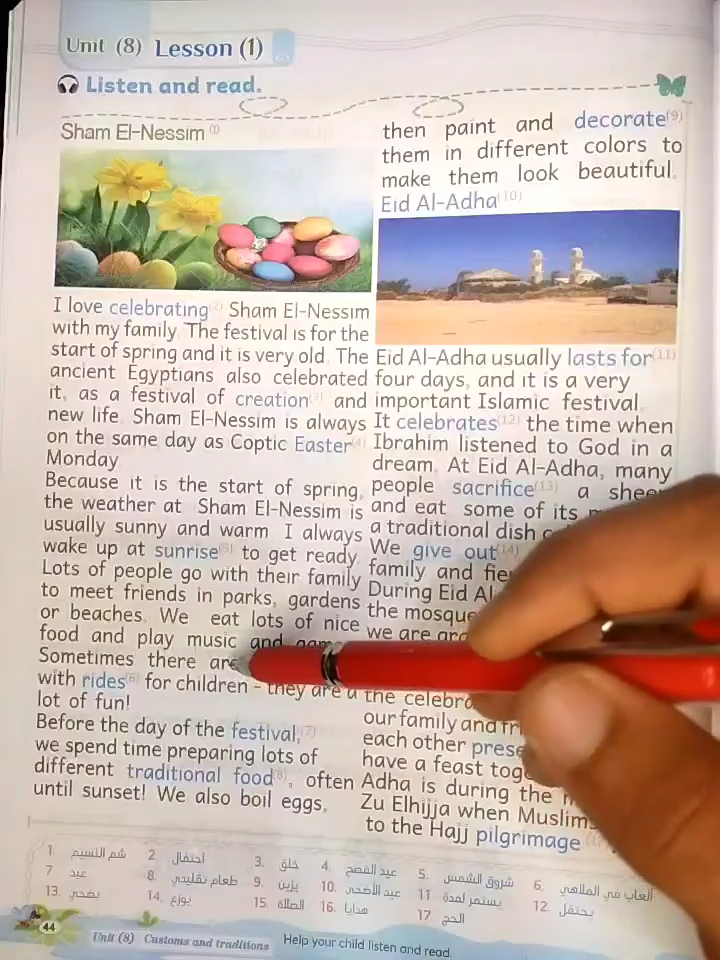 Unit (8) Lesson (1)
Listen and read.
Sham El-Nessim (1)
I love celebrating (2) Sham El-Nessim
with my family. The festival is for the
start of spring and it is very old. The
ancient Egyptians also celebrated
it, as a festival of creation (3) and
new life. Sham El-Nessim is always
on the same day as Coptic Easter (4)
Monday
Because it is the start of spring,
the weather at Sham El-Nessim is
usually sunny and warm. I always
wake up at sunrise (5) to get ready.
Lots of people go with their family
to meet friends in parks, gardens
or beaches. We eat lots of nice
food and play music and
Sometimes there are
with rides (6) for children - they are a
lot of fun!
Before the day of the festival, (7)
we spend time preparing lots of
different traditional food (8), often
until sunset! We also boil eggs,
then paint and decorate (9)
them in different colors to
make them look beautiful.
Eid Al-Adha (10)
Eid Al-Adha usually lasts for (11)
four days, and it is a very
important Islamic festival.
It celebrates (12) the time when
Ibrahim listened to God in a
dream. At Eid Al-Adha, many
people sacrifice (13) a
and eat some of its
a traditional dish
We give out (14)
family and
During Eid
the mosque
we are
the
our family and
each other
have a feast
Adha is during the
Zu Elhijja when
to the Hajj pilgrimage
1 شم النسيم 2 احتفال 3. خلق 4. عيد الفصح 5. شروق الشمس 6. ألعاب في الملاهي
7 عيد 8. طعام تقليدي 9. يزين 10. عيد الأضحى 11 يستمر لمدة 12. يحتفل
13. يضحي 14. يوزع 15. الصلاة 16. هدايا 17 الحج
44
Unit (8) Customs and traditions Help your child listen and read.